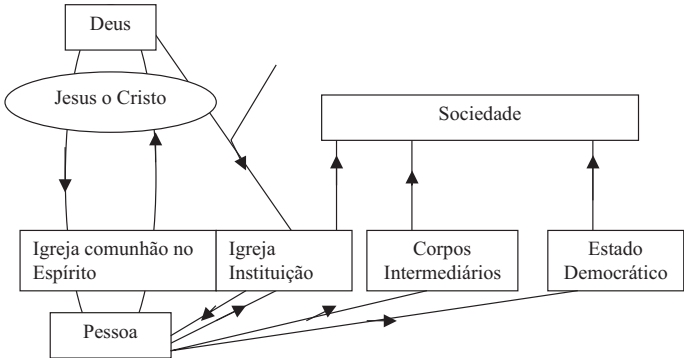 Deus
Jesus o Cristo
Sociedade
Igreja comunhão no
Espírito
Igreja
Instituição
Corpos
Intermediários
Estado
Democrático
Pessoa